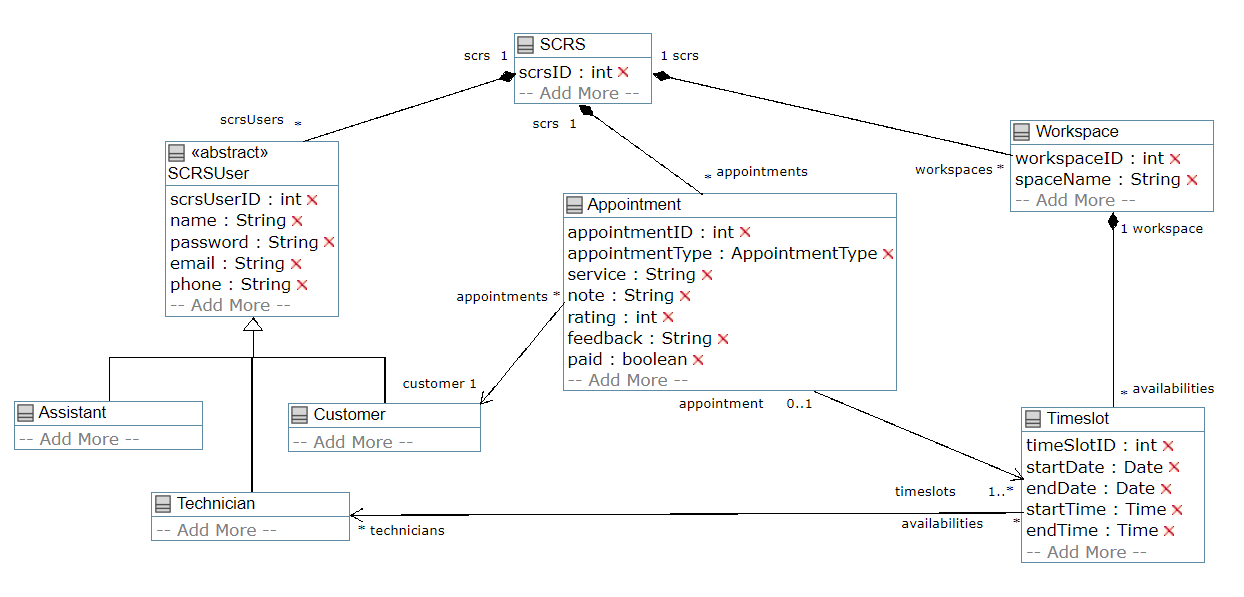 SCRS
scrsID : int
-- Add More --
scrs 1
1 scrs
scrs 1
scrsUsers *
* appointments
workspaces *
«abstract»
SCRSUser
scrsUserID : int
name : String
password : String
email : String
phone : String
-- Add More --
Workspace
workspaceID : int
spaceName : String
-- Add More --
1 workspace
Appointment
appointmentID : int
appointmentType : AppointmentType
service : String
note : String
rating : int
feedback : String
paid : boolean
-- Add More --
appointments *
customer 1
appointment 0..1
* availabilities
Assistant
-- Add More --
Customer
-- Add More --
Timeslot
timeSlotID : int
startDate : Date
endDate : Date
startTime : Time
endTime : Time
-- Add More --
timeslots 1..*
availabilities *
Technician
-- Add More --
* technicians